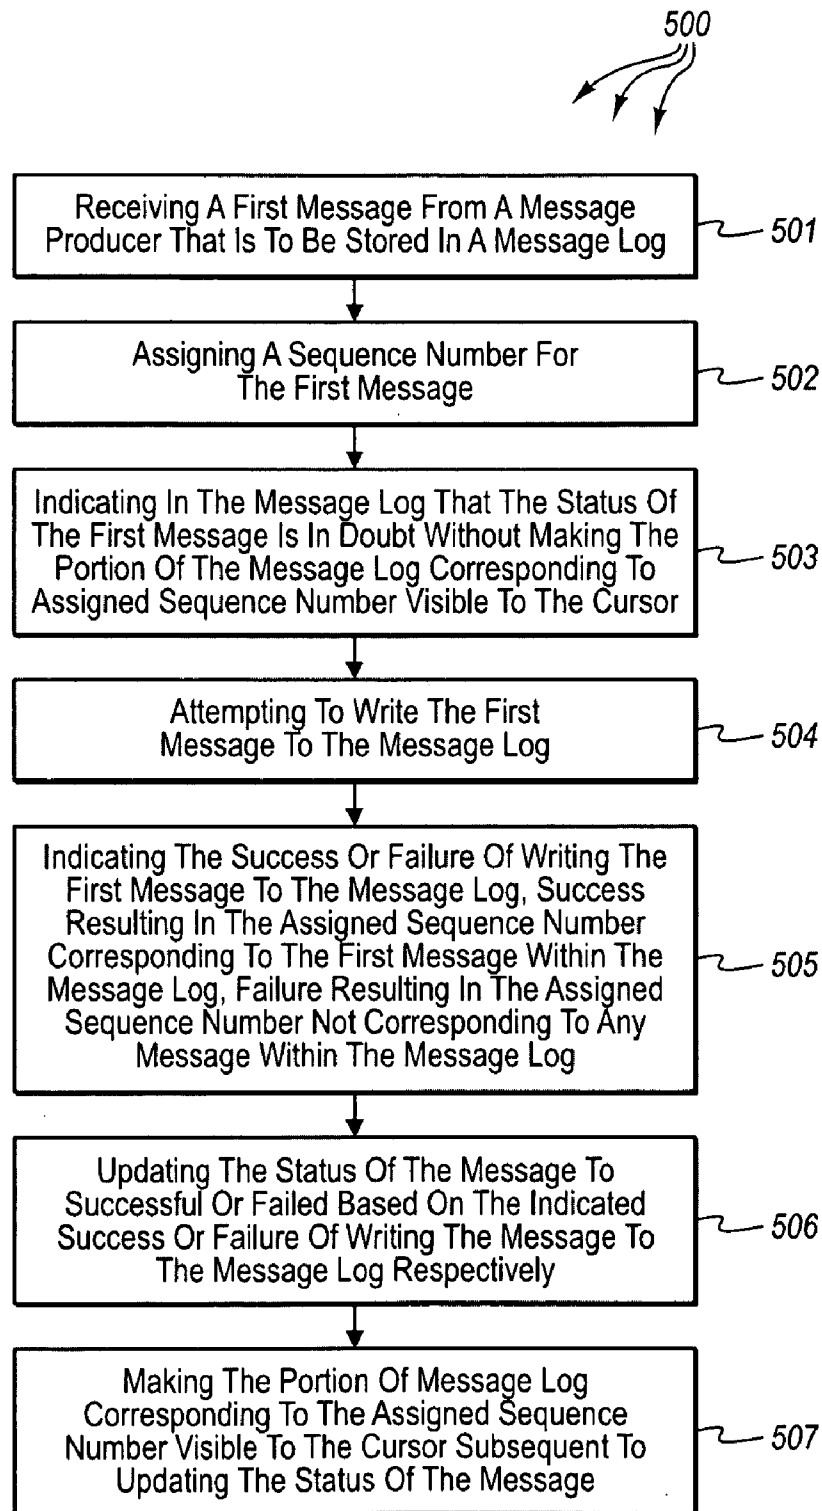 500
Receiving A First Message From A Message
Producer That Is To Be Stored In A Message Log
501
Assigning A Sequence Number For
The First Message
502
Indicating In The Message Log That The Status Of
The First Message Is In Doubt Without Making The
Portion Of The Message Log Corresponding To
Assigned Sequence Number Visible To The Cursor
503
Attempting To Write The First
Message To The Message Log
504
Indicating The Success Or Failure Of Writing The
First Message To The Message Log, Success
Resulting In The Assigned Sequence Number
Corresponding To The First Message Within The
Message Log, Failure Resulting In The Assigned
Sequence Number Not Corresponding To Any
Message Within The Message Log
505
Updating The Status Of The Message To
Successful Or Failed Based On The Indicated
Success Or Failure Of Writing The Message To
The Message Log Respectively
506
Making The Portion Of Message Log
Corresponding To The Assigned Sequence
Number Visible To The Cursor Subsequent To
Updating The Status Of The Message
507